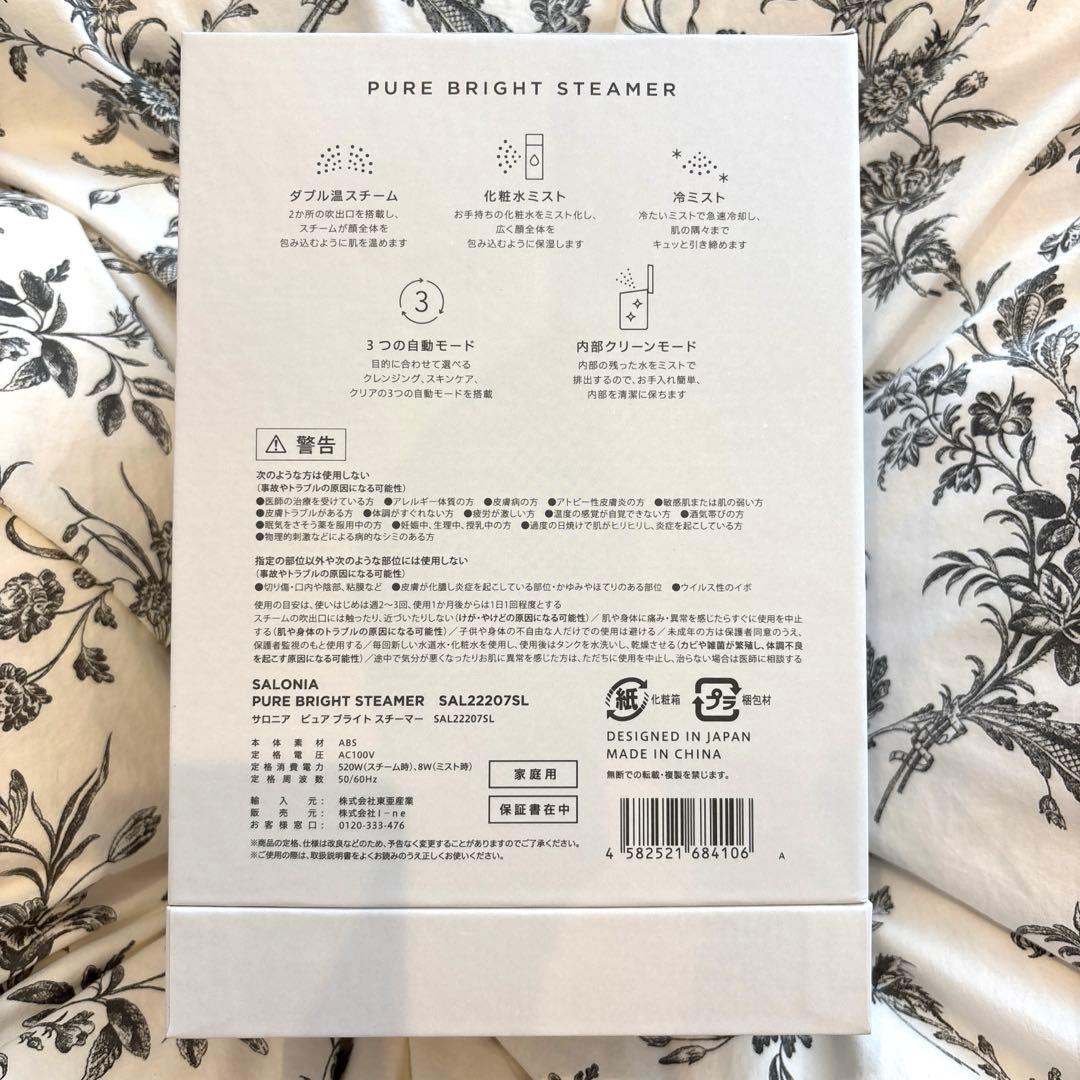 PURE BRIGHT STEAMER
ダブル温スチーム
2か所の吹出口を搭載し、
スチームが顔全体を
包み込むように肌を温めます
化粧水ミスト
お手持ちの化粧水をミスト化し、
広く顔全体を
包み込むように保湿します
冷ミスト
冷たいミストで急速冷却し、
肌の隅々まで
キュッと引き締めます
3
3つの自動モード
目的に合わせて選べる
クレンジング、スキンケア、
クリアの3つの自動モードを搭載
内部クリーンモード
内部の残った水をミストで
排出するので、お手入れ簡単、
内部を清潔に保ちます
警告
次のような方は使用しない
(事故やトラブルの原因になる可能性)
●医師の治療を受けている方 ●アレルギー体質の方 ●皮膚病の方 ●アトピー性皮膚炎の方 ●敏感肌または肌の弱い方
●皮膚トラブルがある方 ●体調がすぐれない方 ●疲労が激しい方 ●温度の感覚が自覚できない方 ●酒気帯びの方
●眠気をさそう薬を服用中の方 ●妊娠中、生理中、授乳中の方 ●過度の日焼けで肌がヒリヒリし、炎症を起こしている方
●物理的刺激などによる病的なシミのある方
指定の部位以外や次のような部位には使用しない
(事故やトラブルの原因になる可能性)
●切り傷・口内や陰部、粘膜など ●皮膚が化膿し炎症を起こしている部位・かゆみやほてりのある部位 ●ウイルス性のイボ
使用の目安は、使いはじめは週2〜3回、使用1か月後からは1日1回程度とする
スチームの吹出口には触ったり、近づいたりしない(けが・やけどの原因になる可能性)／肌や身体に痛み・異常を感じたらすぐに使用を中止
する(肌や身体のトラブルの原因になる可能性)／子供や身体の不自由な人だけでの使用は避ける／未成年の方は保護者同意のうえ、
保護者監視のもと使用する／毎回新しい水道水・化粧水を使用し、使用後はタンクを水洗いし、乾燥させる(カビや雑菌が繁殖し、体調不良
を起こす原因になる可能性)／途中で気分が悪くなったりお肌に異常を感じた方は、ただちに使用を中止し、治らない場合は医師に相談する
SALONIA
PURE BRIGHT STEAMER SAL22207SL
サロニア ピュア ブライト スチーマー SAL22207SL
本体素材 ABS
定格電圧 AC100V
定格消費電力 520W(スチーム時)、8W(ミスト時)
定格周波数 50/60Hz
輸入元： 株式会社東亜産業
販売元： 株式会社I-ne
お客様窓口： 0120-333-476
家庭用
保証書在中
※商品の定格、仕様は改良などのため、予告なく変更することがありますのでご了承ください。
※ご使用の際は、取扱説明書をよくお読みのうえ正しくお使いください。
紙 化粧箱
プラ 梱包材
DESIGNED IN JAPAN
MADE IN CHINA
無断での転載・複製を禁じます。
4 582521 684106 A